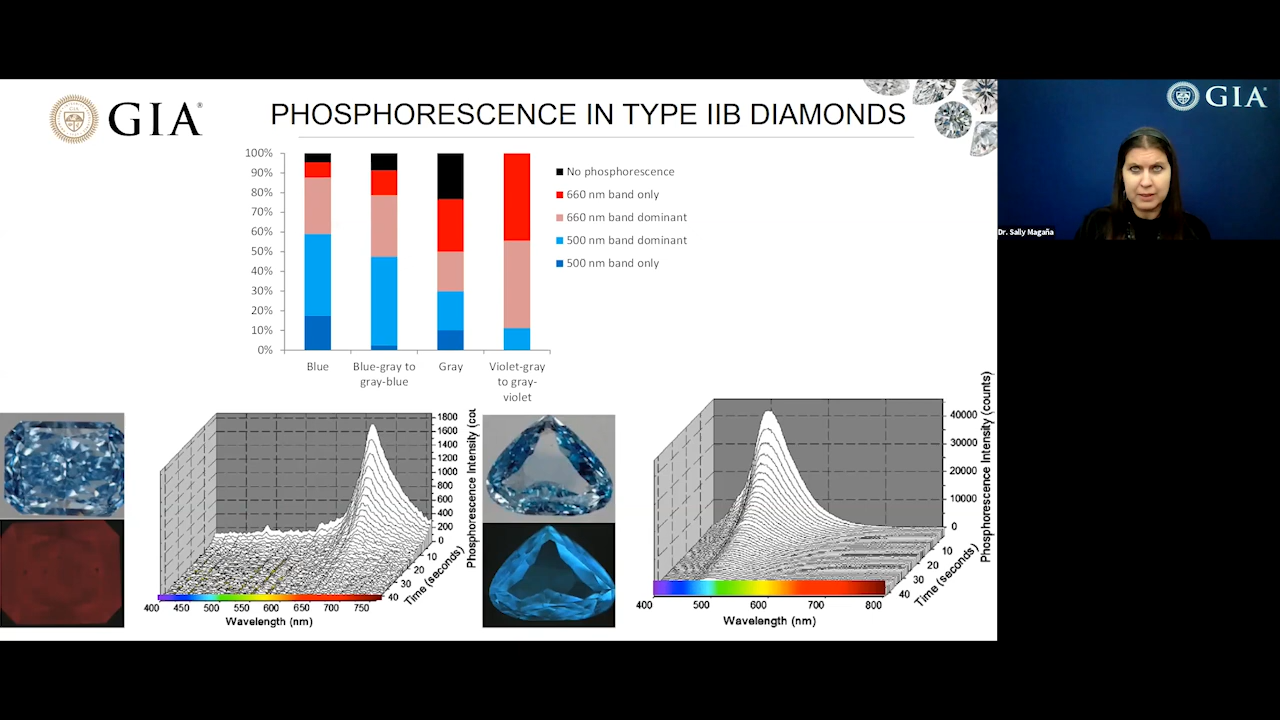 GIA®
PHOSPHORESCENCE IN TYPE IIB DIAMONDS
GIA
Dr. Sally Magaña
100%
90%
80%
70%
60%
50%
40%
30%
20%
10%
0%
Blue
Blue-gray to
gray-blue
Gray
Violet-gray
to gray-
violet
No phosphorescence
660 nm band only
660 nm band dominant
500 nm band dominant
500 nm band only
1800
1600
1400
1200
1000
800
600
400
200
0
Phosphorescence Intensity (cou
10
20
30
40
Time (seconds)
400
450
500
550
600
650
700
750
Wavelength (nm)
40000
30000
20000
10000
0
Phosphorescence Intensity (counts)
10
20
30
40
Time (seconds)
400
500
600
700
800
Wavelength (nm)